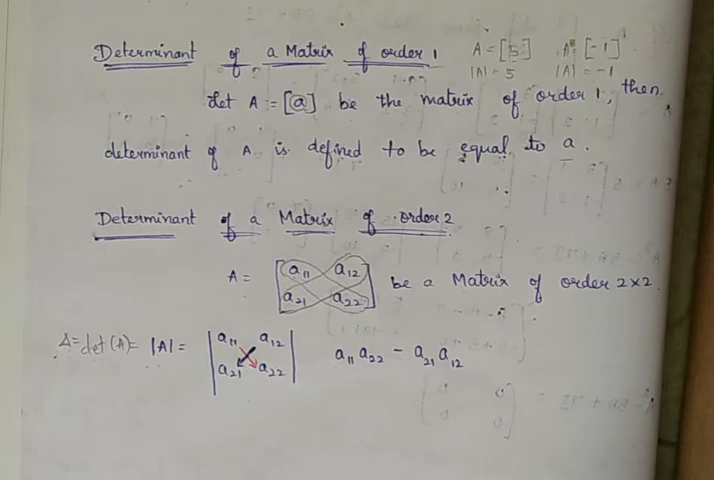 Determinant of a Matrix of order 1 A = [5] A = [-1]
|A| = 5 |A| = -1
Let A = [a] be the matrix of order 1, then
determinant of A is defined to be equal to a.
Determinant of a Matrix of order 2
A = [a11 a12
a21 a22] be a Matrix of order 2×2.
Δ = det(A) = |A| = |a11 a12
a21 a22| a11 a22 - a21 a12